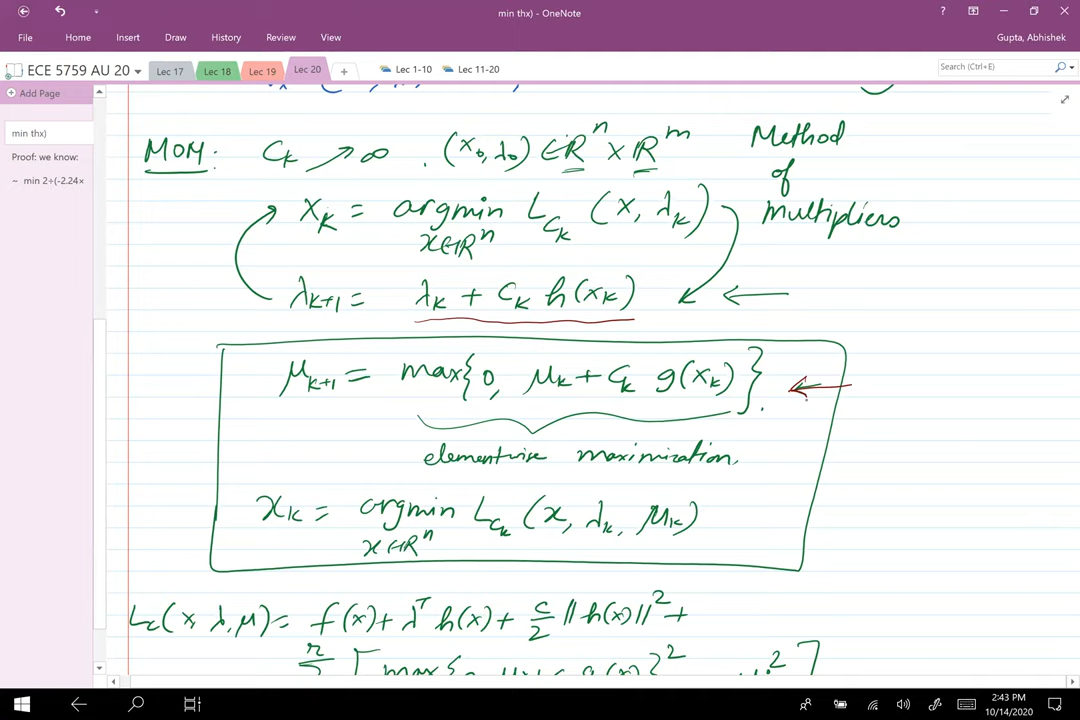 min thx) - OneNote
?
Gupta, Abhishek
File Home Insert Draw History Review View
ECE 5759 AU 20
Lec 17 Lec 18 Lec 19 Lec 20 +
Lec 1-10 Lec 11-20
Search (Ctrl+E)
Add Page
min thx)
Proof: we know:
~ min 2÷(-2.24×
MOM: C_k ↗ ∞ . (x_0, λ_0) ∈ ℝ^n × ℝ^m
Method
of
multipliers
x_k = argmin L_{c_k} (x, λ_k)
x∈ℝ^n
λ_{k+1} = λ_k + c_k h(x_k) ←
μ_{k+1} = max{0, μ_k + c_k g(x_k)}. ←
elementwise maximization.
x_k = argmin L_{c_k} (x, λ_k, μ_k)
x∈ℝ^n
L_c(x, λ, μ) = f(x) + λ^T h(x) + c/2 ||h(x)||^2 +
2:43 PM
10/14/2020